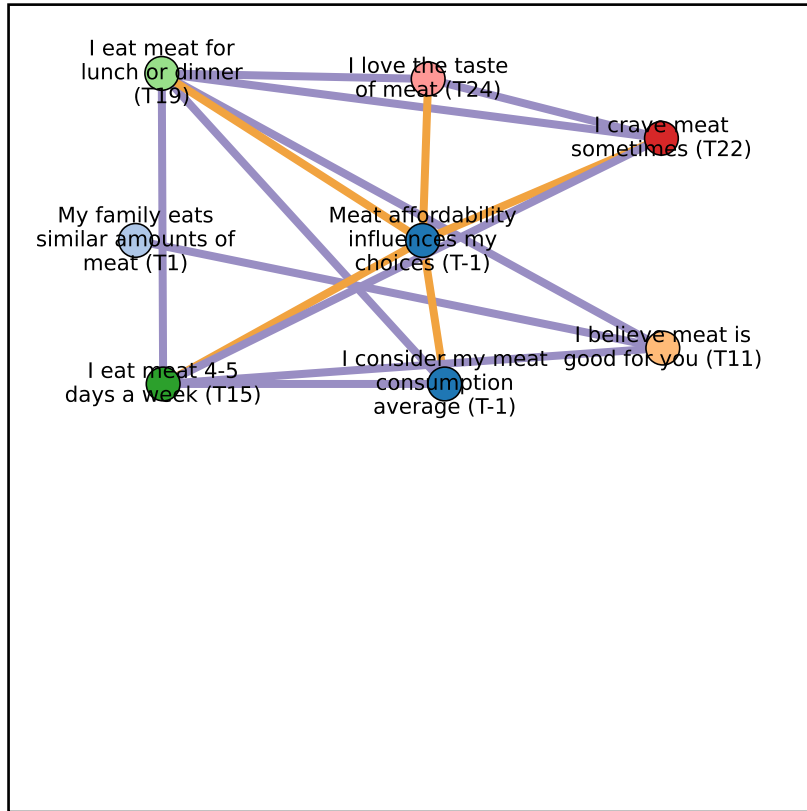 I eat meat for
lunch or dinner
(T19)
I love the taste
of meat (T24)
I crave meat
sometimes (T22)
My family eats
similar amounts of
meat (T1)
Meat affordability
influences my
choices (T-1)
I believe meat is
good for you (T11)
I eat meat 4-5
days a week (T15)
I consider my meat
consumption
average (T-1)